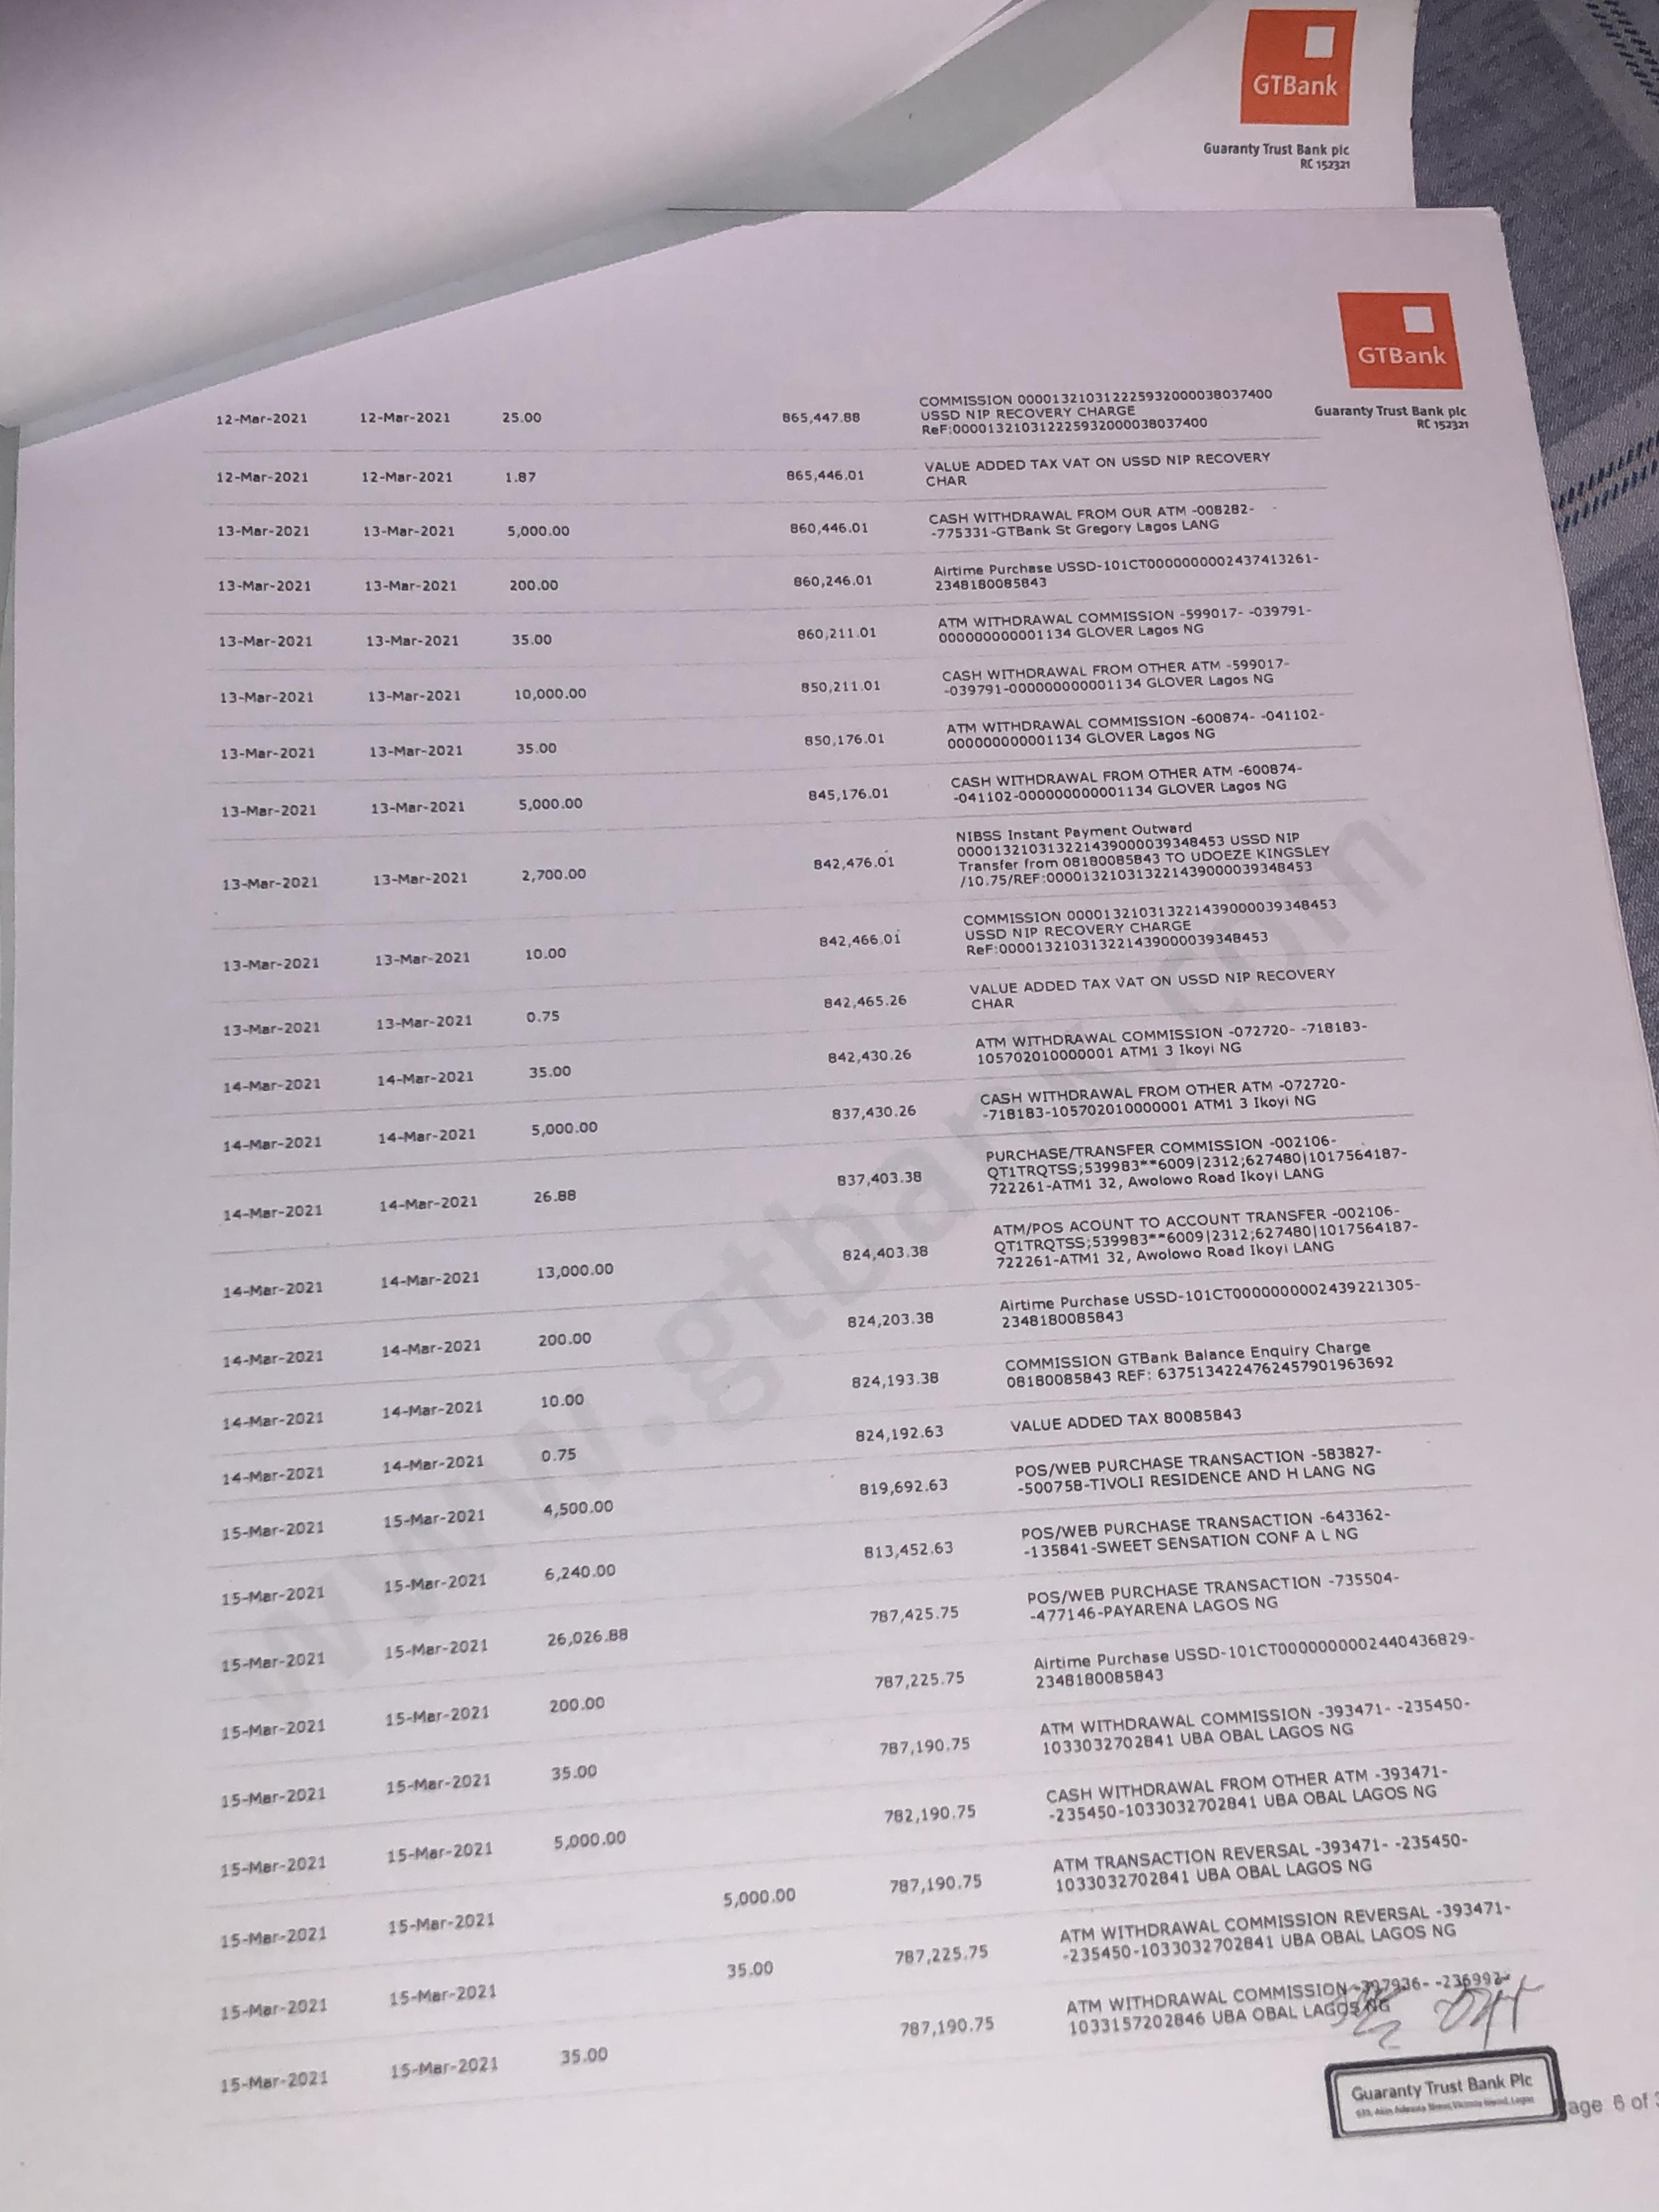 GTBank
Guaranty Trust Bank plc
RC 152321
GTBank
Guaranty Trust Bank plc
RC 152321
12-Mar-2021 12-Mar-2021 25.00 865,447.88 COMMISSION 000013210312225932000038037400
USSD NIP RECOVERY CHARGE
ReF:000013210312225932000038037400
12-Mar-2021 12-Mar-2021 1.87 865,446.01 VALUE ADDED TAX VAT ON USSD NIP RECOVERY
CHAR
13-Mar-2021 13-Mar-2021 5,000.00 860,446.01 CASH WITHDRAWAL FROM OUR ATM -008282-
-775331-GTBank St Gregory Lagos LANG
13-Mar-2021 13-Mar-2021 200.00 860,246.01 Airtime Purchase USSD-101CT0000000002437413261-
2348180085843
13-Mar-2021 13-Mar-2021 35.00 860,211.01 ATM WITHDRAWAL COMMISSION -599017- -039791-
0000000000001134 GLOVER Lagos NG
13-Mar-2021 13-Mar-2021 10,000.00 850,211.01 CASH WITHDRAWAL FROM OTHER ATM -599017-
-039791-0000000000001134 GLOVER Lagos NG
13-Mar-2021 13-Mar-2021 35.00 850,176.01 ATM WITHDRAWAL COMMISSION -600874- -041102-
0000000000001134 GLOVER Lagos NG
13-Mar-2021 13-Mar-2021 5,000.00 845,176.01 CASH WITHDRAWAL FROM OTHER ATM -600874-
-041102-0000000000001134 GLOVER Lagos NG
13-Mar-2021 13-Mar-2021 2,700.00 842,476.01 NIBSS Instant Payment Outward
000013210313221439000039348453 USSD NIP
Transfer from 08180085843 TO UDOEZE KINGSLEY
/10.75/REF:000013210313221439000039348453
13-Mar-2021 13-Mar-2021 10.00 842,466.01 COMMISSION 000013210313221439000039348453
USSD NIP RECOVERY CHARGE
ReF:000013210313221439000039348453
13-Mar-2021 13-Mar-2021 0.75 842,465.26 VALUE ADDED TAX VAT ON USSD NIP RECOVERY
CHAR
14-Mar-2021 14-Mar-2021 35.00 842,430.26 ATM WITHDRAWAL COMMISSION -072720- -718183-
1057020100000001 ATM1 3 Ikoyi NG
14-Mar-2021 14-Mar-2021 5,000.00 837,430.26 CASH WITHDRAWAL FROM OTHER ATM -072720-
-718183-1057020100000001 ATM1 3 Ikoyi NG
14-Mar-2021 14-Mar-2021 26.88 837,403.38 PURCHASE/TRANSFER COMMISSION -002106-
QT1TRQTSS;539983**6009|2312;627480|1017564187-
722261-ATM1 32, Awolowo Road Ikoyi LANG
14-Mar-2021 14-Mar-2021 13,000.00 824,403.38 ATM/POS ACCOUNT TO ACCOUNT TRANSFER -002106-
QT1TRQTSS;539983**6009|2312;627480|1017564187-
722261-ATM1 32, Awolowo Road Ikoyi LANG
14-Mar-2021 14-Mar-2021 200.00 824,203.38 Airtime Purchase USSD-101CT0000000002439221305-
2348180085843
14-Mar-2021 14-Mar-2021 10.00 824,193.38 COMMISSION GTBank Balance Enquiry Charge
08180085843 REF: 6375134224762457901963692
14-Mar-2021 14-Mar-2021 0.75 824,192.63 VALUE ADDED TAX 80085843
15-Mar-2021 15-Mar-2021 4,500.00 819,692.63 POS/WEB PURCHASE TRANSACTION -583827-
-500758-TIVOLI RESIDENCE AND H LANG NG
15-Mar-2021 15-Mar-2021 6,240.00 813,452.63 POS/WEB PURCHASE TRANSACTION -643362-
-135841-SWEET SENSATION CONF A L NG
15-Mar-2021 15-Mar-2021 26,026.88 787,425.75 POS/WEB PURCHASE TRANSACTION -735504-
-477146-PAYARENA LAGOS NG
15-Mar-2021 15-Mar-2021 200.00 787,225.75 Airtime Purchase USSD-101CT0000000002440436829-
2348180085843
15-Mar-2021 15-Mar-2021 35.00 787,190.75 ATM WITHDRAWAL COMMISSION -393471- -235450-
1033032702841 UBA OBAL LAGOS NG
15-Mar-2021 15-Mar-2021 5,000.00 782,190.75 CASH WITHDRAWAL FROM OTHER ATM -393471-
-235450-1033032702841 UBA OBAL LAGOS NG
15-Mar-2021 15-Mar-2021 5,000.00 787,190.75 ATM TRANSACTION REVERSAL -393471- -235450-
1033032702841 UBA OBAL LAGOS NG
15-Mar-2021 15-Mar-2021 35.00 787,225.75 ATM WITHDRAWAL COMMISSION REVERSAL -393471-
-235450-1033032702841 UBA OBAL LAGOS NG
15-Mar-2021 15-Mar-2021 35.00 787,190.75 ATM WITHDRAWAL COMMISSION -397936- -236992-
1033157202846 UBA OBAL LAGOS NG
www.gtbank.com
Guaranty Trust Bank Plc
age 6 of